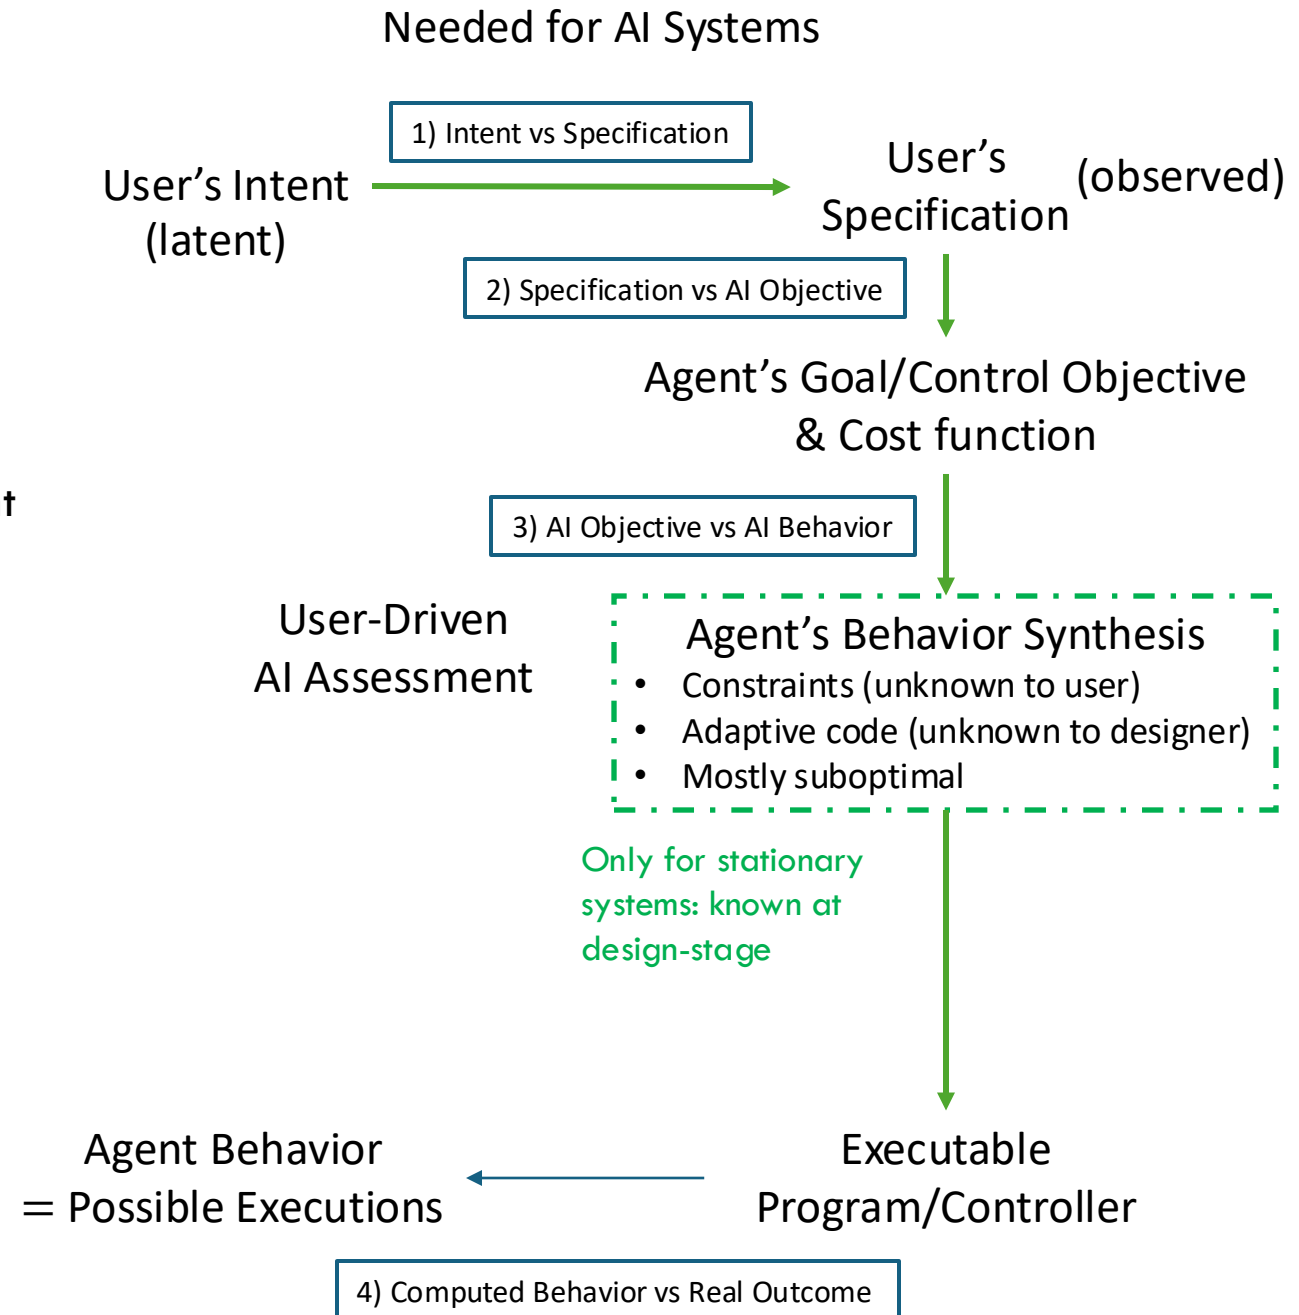 Needed for AI Systems
1) Intent vs Specification
User’s Intent
(latent)
User’s
Specification
(observed)
2) Specification vs AI Objective
Agent’s Goal/Control Objective
& Cost function
t
3) AI Objective vs AI Behavior
User-Driven
AI Assessment
Agent’s Behavior Synthesis
• Constraints (unknown to user)
• Adaptive code (unknown to designer)
• Mostly suboptimal
Only for stationary
systems: known at
design-stage
Agent Behavior
= Possible Executions
Executable
Program/Controller
4) Computed Behavior vs Real Outcome